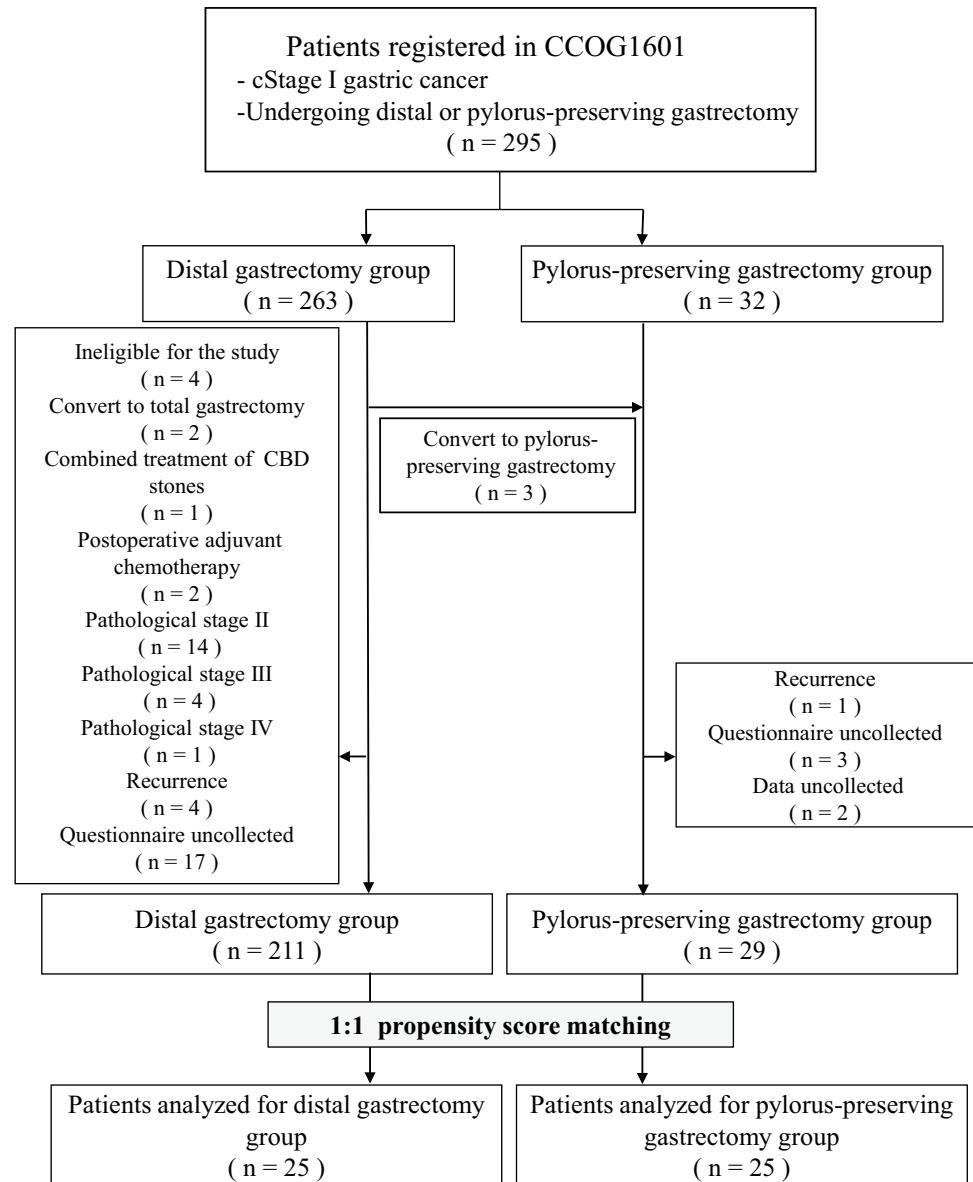 Patients registered in CCOG1601
- cStage I gastric cancer
-Undergoing distal or pylorus-preserving gastrectomy
( n = 295 )
Distal gastrectomy group
( n = 263 )
Pylorus-preserving gastrectomy group
( n = 32 )
Ineligible for the study
( n = 4 )
Convert to total gastrectomy
( n = 2 )
Combined treatment of CBD
stones
( n = 1 )
Postoperative adjuvant
chemotherapy
( n = 2 )
Pathological stage II
( n = 14 )
Pathological stage III
( n = 4 )
Pathological stage IV
( n = 1 )
Recurrence
( n = 4 )
Questionnaire uncollected
( n = 17 )
Convert to pylorus-
preserving gastrectomy
( n = 3 )
Recurrence
( n = 1 )
Questionnaire uncollected
( n = 3 )
Data uncollected
( n = 2 )
Distal gastrectomy group
( n = 211 )
Pylorus-preserving gastrectomy group
( n = 29 )
1:1 propensity score matching
Patients analyzed for distal gastrectomy
group
( n = 25 )
Patients analyzed for pylorus-preserving
gastrectomy group
( n = 25 )